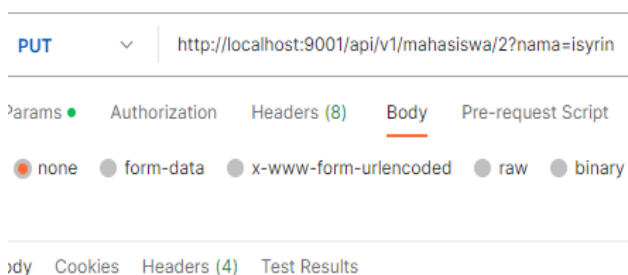 PUT http://localhost:9001/api/v1/mahasiswa/2?nama=isyrin
Params Authorization Headers (8) Body Pre-request Script
none form-data x-www-form-urlencoded raw binary
ody Cookies Headers (4) Test Results